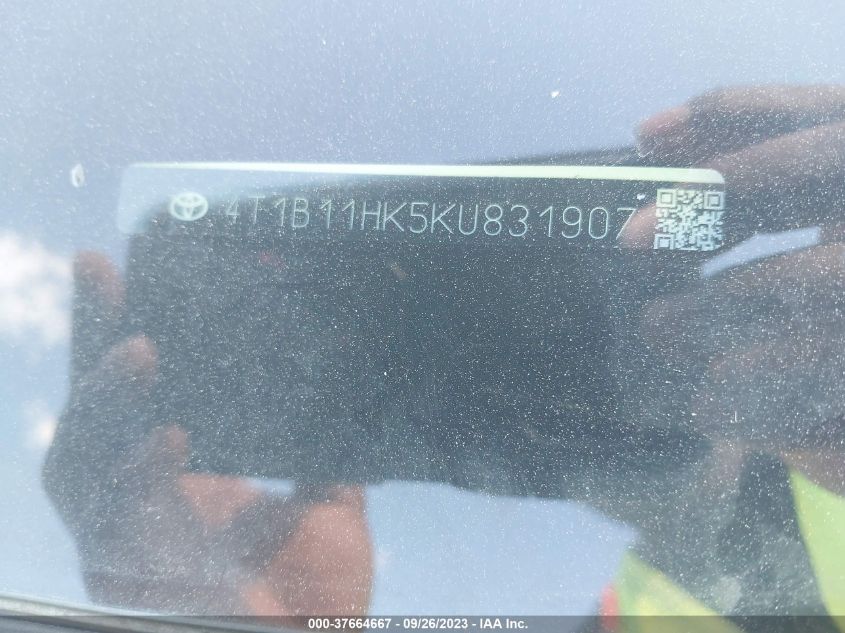 4T1B11HK5KU831907
000-37664667 - 09/26/2023 - IAA Inc.